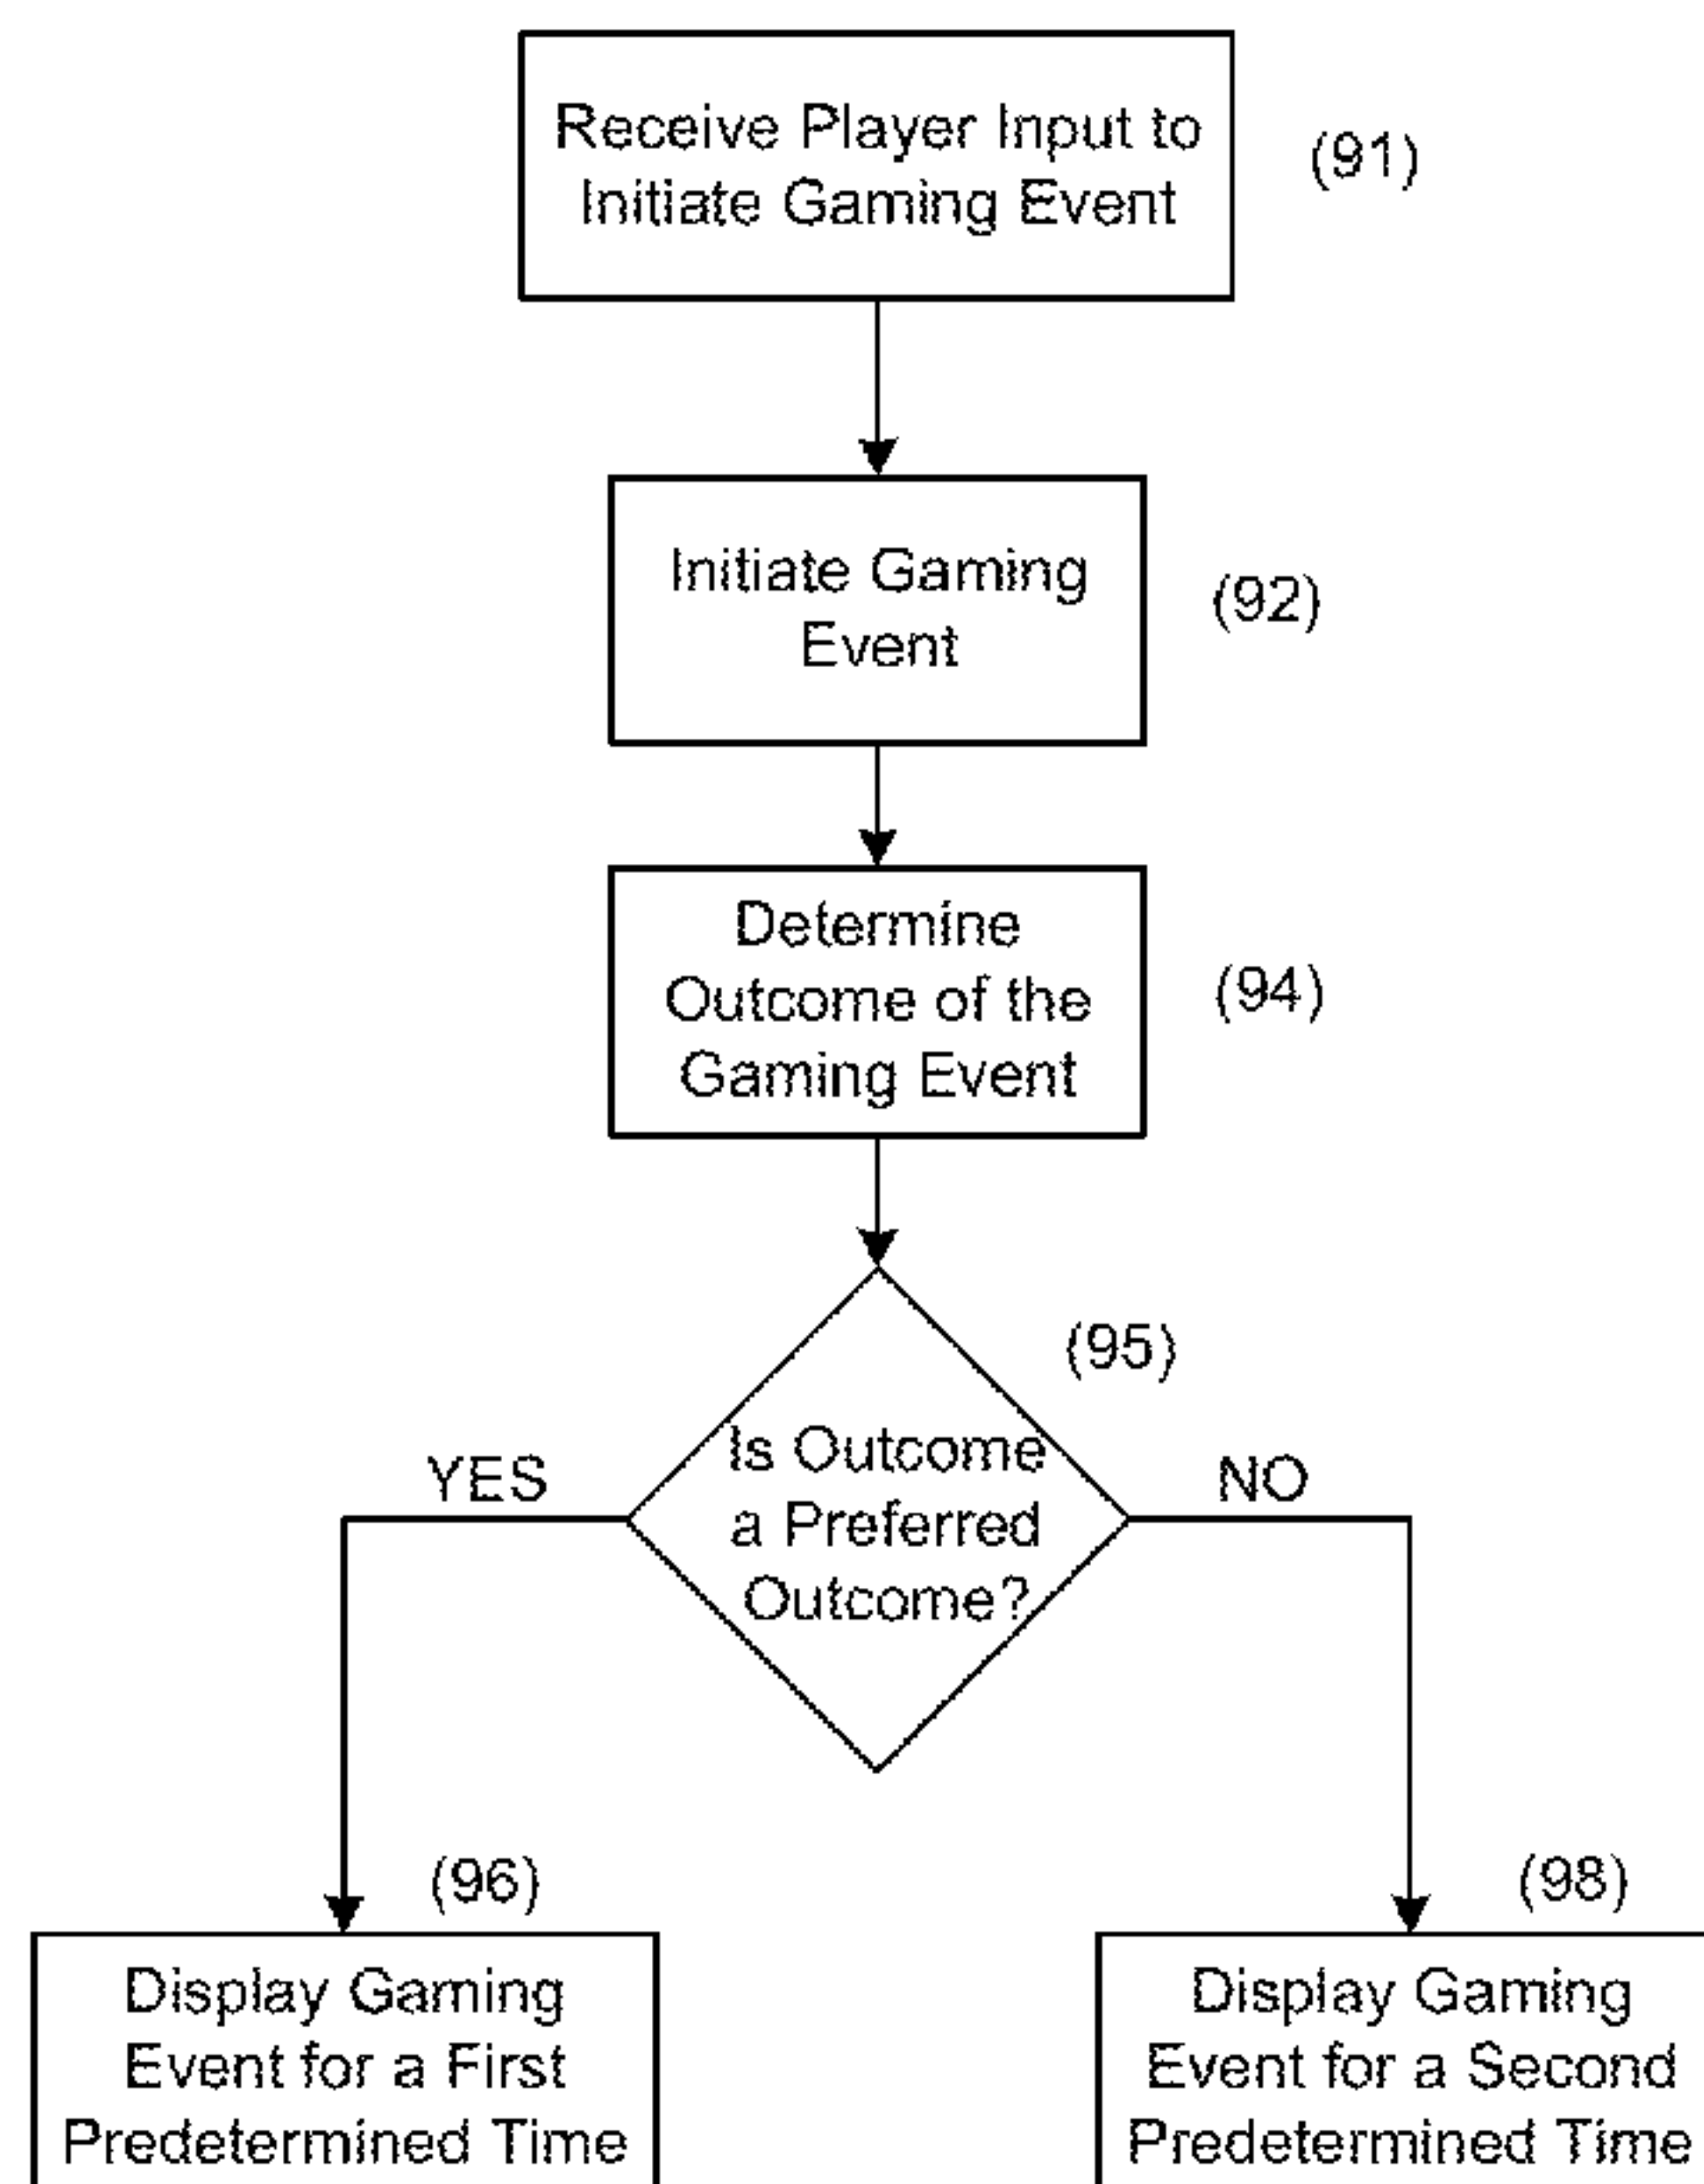 Receive Player Input to
Initiate Gaming Event
(91)
Initiate Gaming
Event
(92)
Determine
Outcome of the
Gaming Event
(94)
(95)
Is Outcome
a Preferred
Outcome?
YES
NO
(96)
(98)
Display Gaming
Event for a First
Predetermined Time
Display Gaming
Event for a Second
Predetermined Time